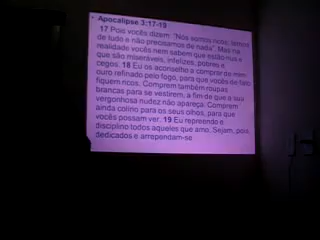 • Apocalipse 3:17-19
17 Pois vocês dizem: "Nós somos ricos, temos
de tudo e não precisamos de nada". Mas na
realidade vocês nem sabem que estão nus e
que são miseráveis, infelizes, pobres e
cegos. 18 Eu os aconselho a comprar de mim
ouro refinado pelo fogo, para que vocês de fato
fiquem ricos. Comprem também roupas
brancas para se vestirem, a fim de que a sua
vergonhosa nudez não apareça. Comprem
ainda colírio para os seus olhos, para que
vocês possam ver. 19 Eu repreendo e
disciplino todos aqueles que amo. Sejam, pois,
dedicados e arrependam-se